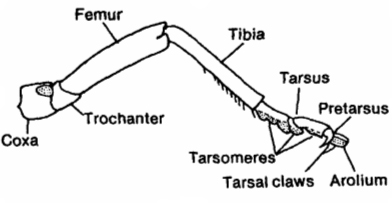 Femur
Tibia
Tarsus
Pretarsus
Trochanter
Coxa
Tarsomeres
Tarsal claws
Arolium